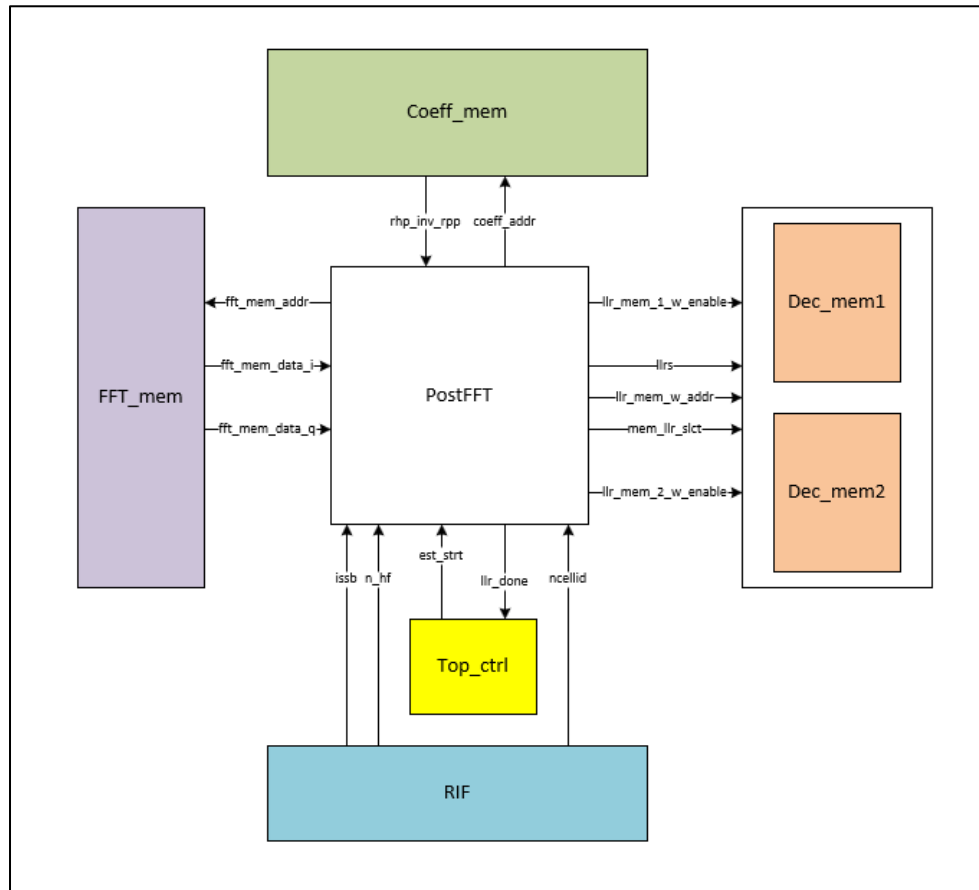 Coeff_mem
rhp_inv_rpp
coeff_addr
fft_mem_addr
llr_mem_1_w_enable
Dec_mem1
fft_mem_data_i
llrs
FFT_mem
PostFFT
llr_mem_w_addr
fft_mem_data_q
mem_llr_slct
Dec_mem2
llr_mem_2_w_enable
issb
n_hf
est_strt
llr_done
ncellid
Top_ctrl
RIF